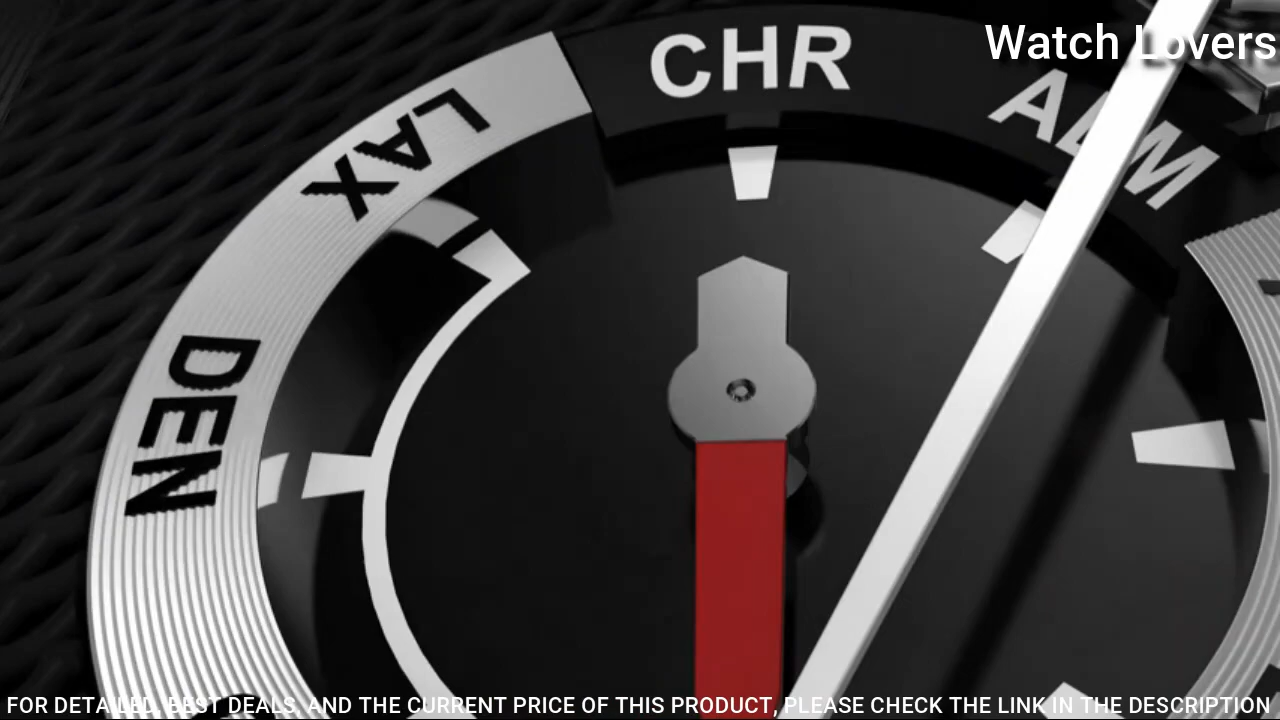 Watch Lovers
CHR
ALM
LAX
DEN
FOR DETAILED, BEST DEALS, AND THE CURRENT PRICE OF THIS PRODUCT, PLEASE CHECK THE LINK IN THE DESCRIPTION